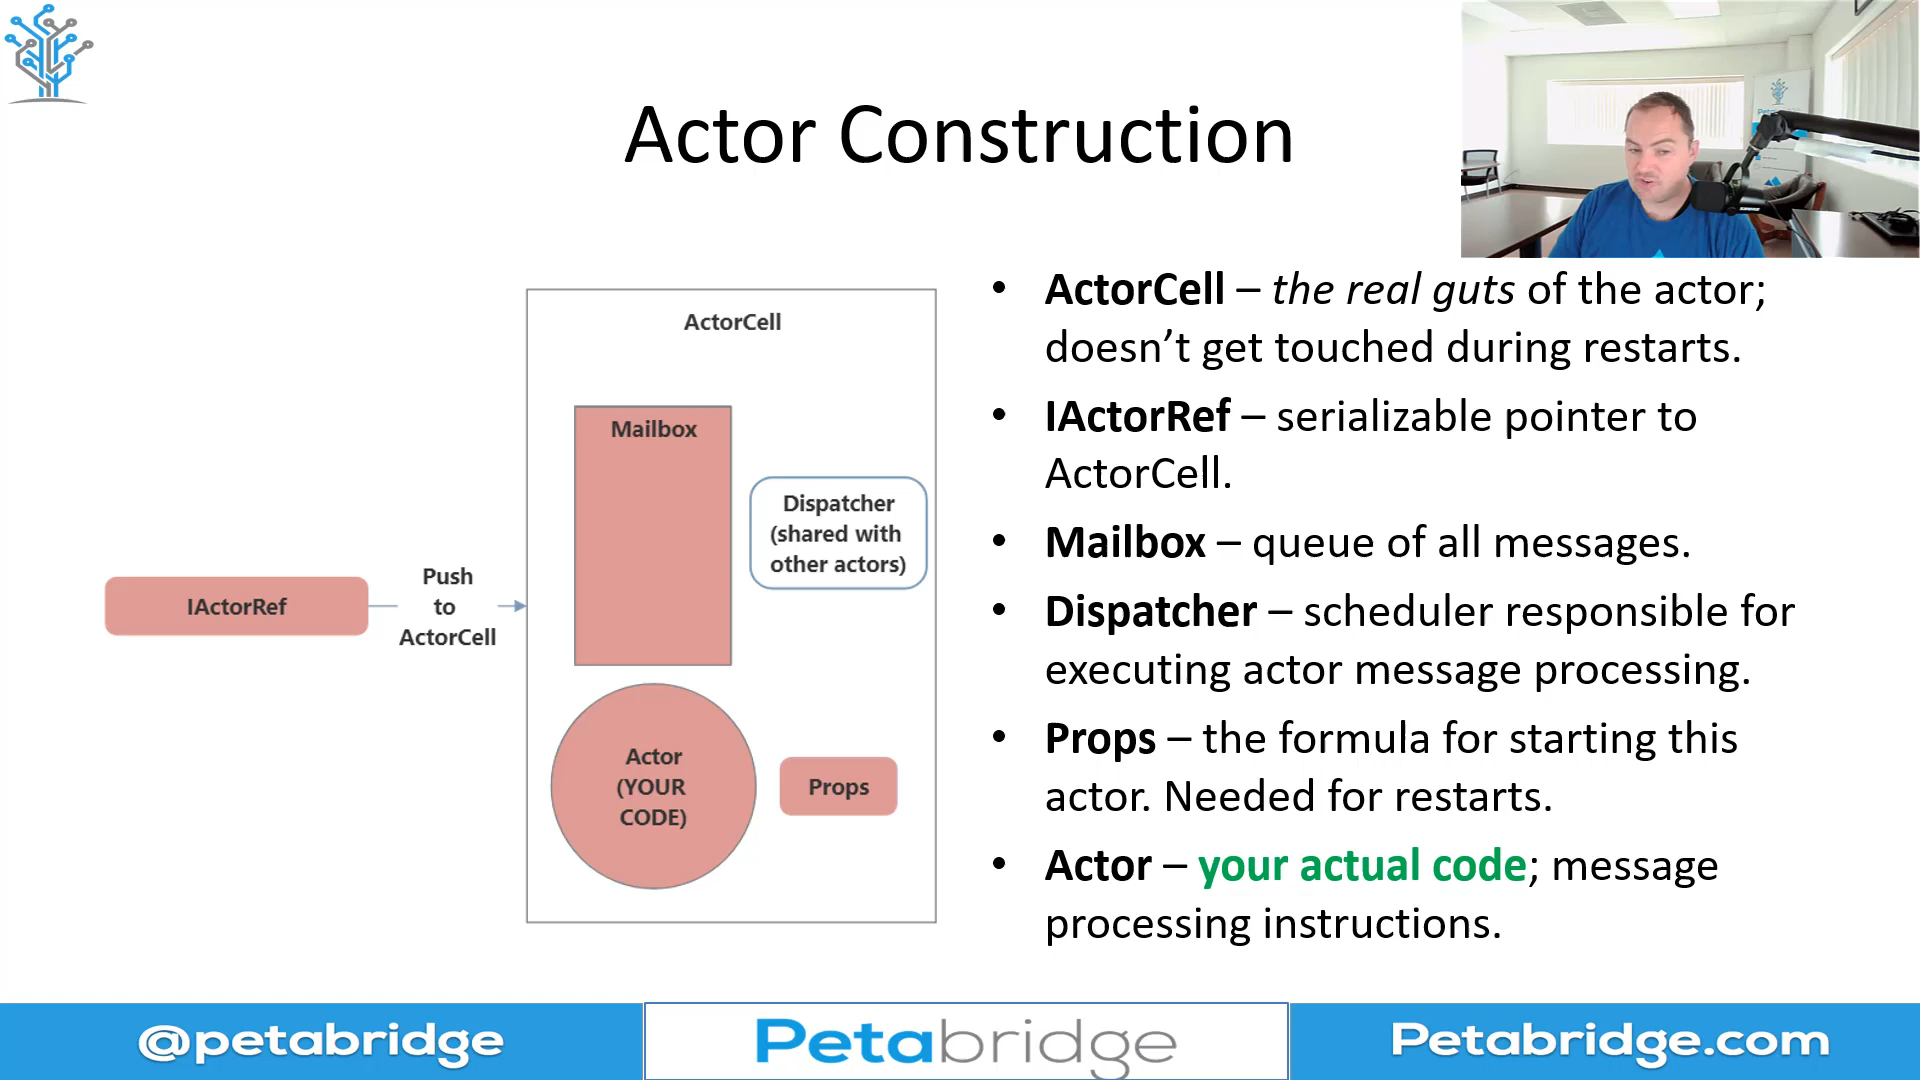 Actor Construction
ActorCell
Mailbox
Dispatcher
(shared with
other actors)
IActorRef
Push
to
ActorCell
Actor
(YOUR
CODE)
Props
• ActorCell – the real guts of the actor;
doesn’t get touched during restarts.
• IActorRef – serializable pointer to
ActorCell.
• Mailbox – queue of all messages.
• Dispatcher – scheduler responsible for
executing actor message processing.
• Props – the formula for starting this
actor. Needed for restarts.
• Actor – your actual code; message
processing instructions.
@petabridge
Petabridge
Petabridge.com